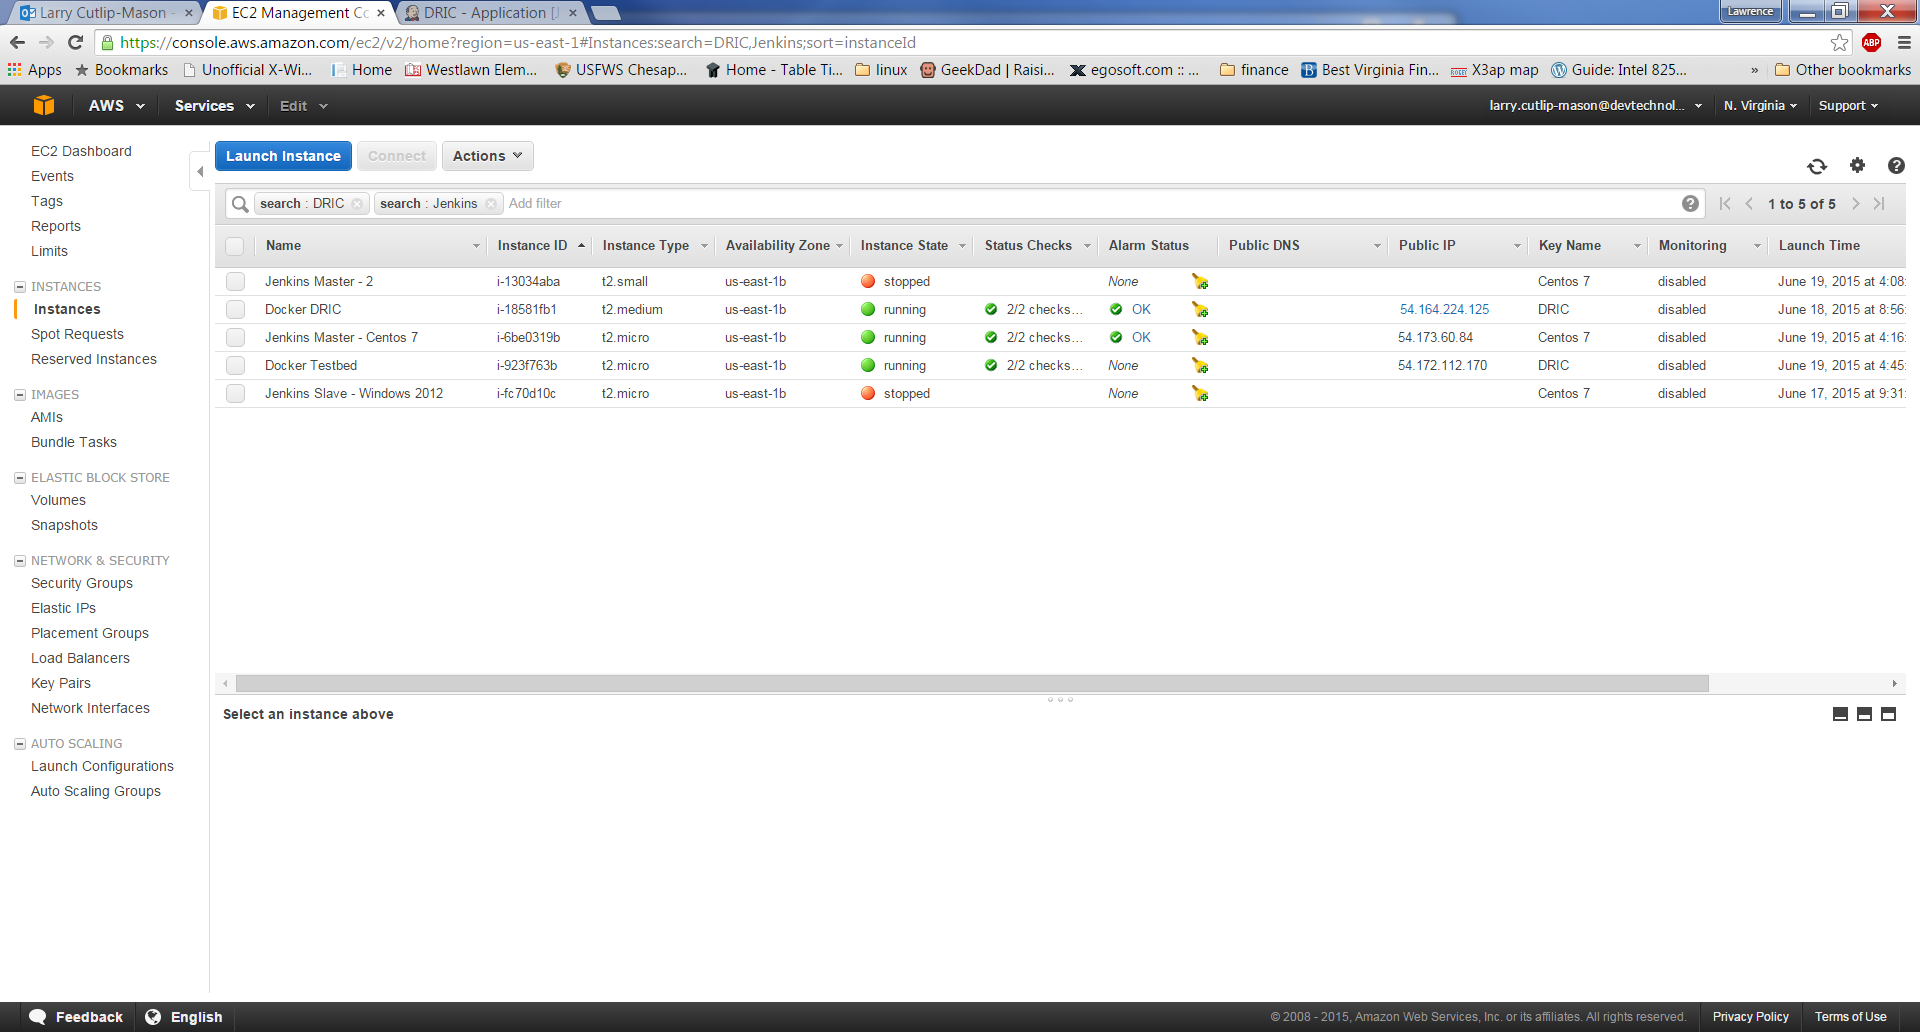 Larry Cutlip-Mason -
EC2 Management Co
DRIC - Application [J
Lawrence
https://console.aws.amazon.com/ec2/v2/home?region=us-east-1#Instances:search=DRIC,Jenkins;sort=instanceId
ABP
Apps Bookmarks Unofficial X-Wi... Home Westlawn Elem... USFWS Chesap... Home - Table Ti... linux GeekDad | Raisi... egosoft.com :: ... finance Best Virginia Fin... X3ap map Guide: Intel 825... » Other bookmarks
AWS Services Edit larry.cutlip-mason@devtechnol... N. Virginia Support
EC2 Dashboard
Events
Tags
Reports
Limits
INSTANCES
Instances
Spot Requests
Reserved Instances
IMAGES
AMIs
Bundle Tasks
ELASTIC BLOCK STORE
Volumes
Snapshots
NETWORK & SECURITY
Security Groups
Elastic IPs
Placement Groups
Load Balancers
Key Pairs
Network Interfaces
AUTO SCALING
Launch Configurations
Auto Scaling Groups
Launch Instance Connect Actions
search : DRIC search : Jenkins Add filter 1 to 5 of 5
Name Instance ID Instance Type Availability Zone Instance State Status Checks Alarm Status Public DNS Public IP Key Name Monitoring Launch Time
Jenkins Master - 2 i-13034aba t2.small us-east-1b stopped None Centos 7 disabled June 19, 2015 at 4:08:
Docker DRIC i-18581fb1 t2.medium us-east-1b running 2/2 checks... OK 54.164.224.125 DRIC disabled June 18, 2015 at 8:56:
Jenkins Master - Centos 7 i-6be0319b t2.micro us-east-1b running 2/2 checks... OK 54.173.60.84 Centos 7 disabled June 19, 2015 at 4:16:
Docker Testbed i-923f763b t2.micro us-east-1b running 2/2 checks... None 54.172.112.170 DRIC disabled June 19, 2015 at 4:45:
Jenkins Slave - Windows 2012 i-fc70d10c t2.micro us-east-1b stopped None Centos 7 disabled June 17, 2015 at 9:31:
Select an instance above
Feedback English © 2008 - 2015, Amazon Web Services, Inc. or its affiliates. All rights reserved. Privacy Policy Terms of Use